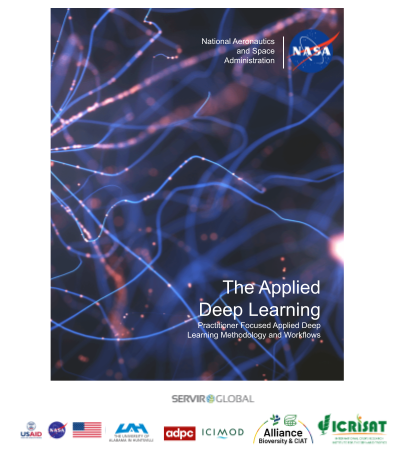 National Aeronautics
and Space
Administration
NASA
The Applied
Deep Learning
Practitioner Focused Applied Deep
Learning Methodology and Workflows
SERVIR GLOBAL
USAID
NASA
THE UNIVERSITY OF
ALABAMA IN HUNTSVILLE
adpc
ICIMOD
Alliance
Bioversity & CIAT
ICRISAT